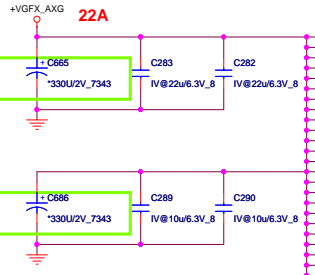 +VGFX_AXG
22A
+ C665
*330U/2V_7343
C283
IV@22u/6.3V_8
C282
IV@22u/6.3V_8
+ C686
*330U/2V_7343
C289
IV@10u/6.3V_8
C290
IV@10u/6.3V_8